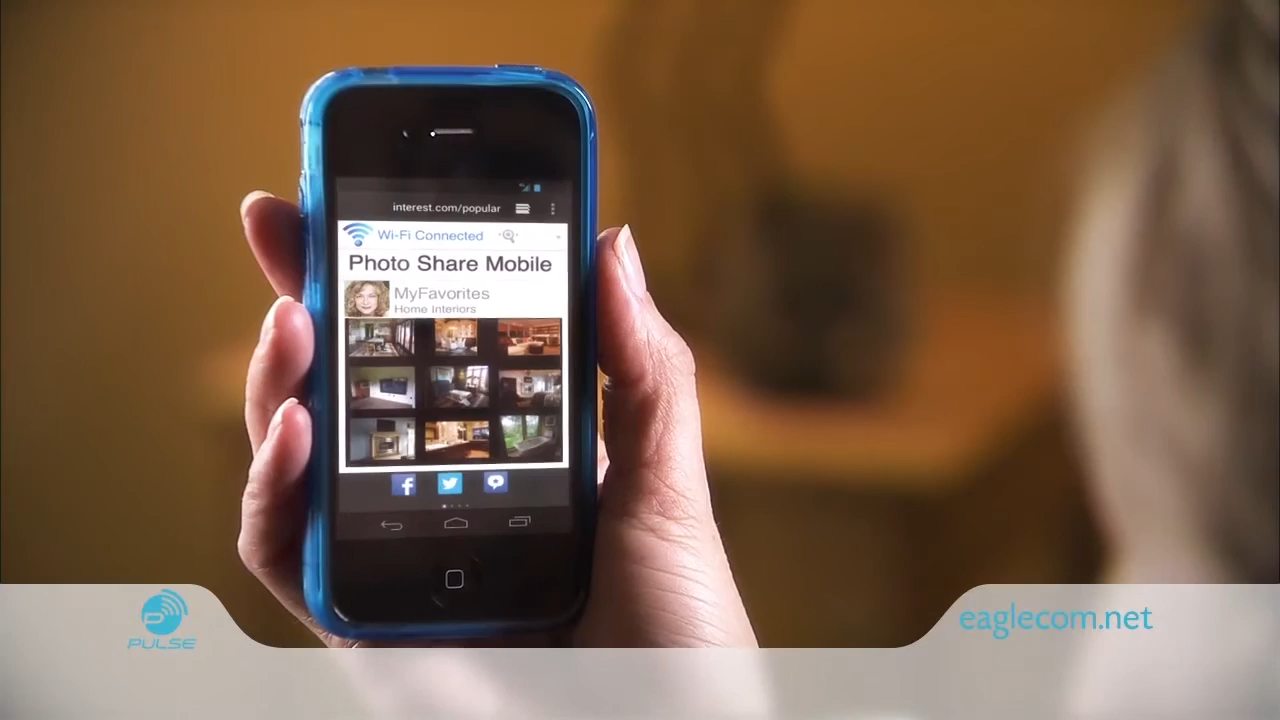 interest.com/popular
Wi-Fi Connected
Photo Share Mobile
MyFavorites
Home Interiors
PULSE
eaglecom.net